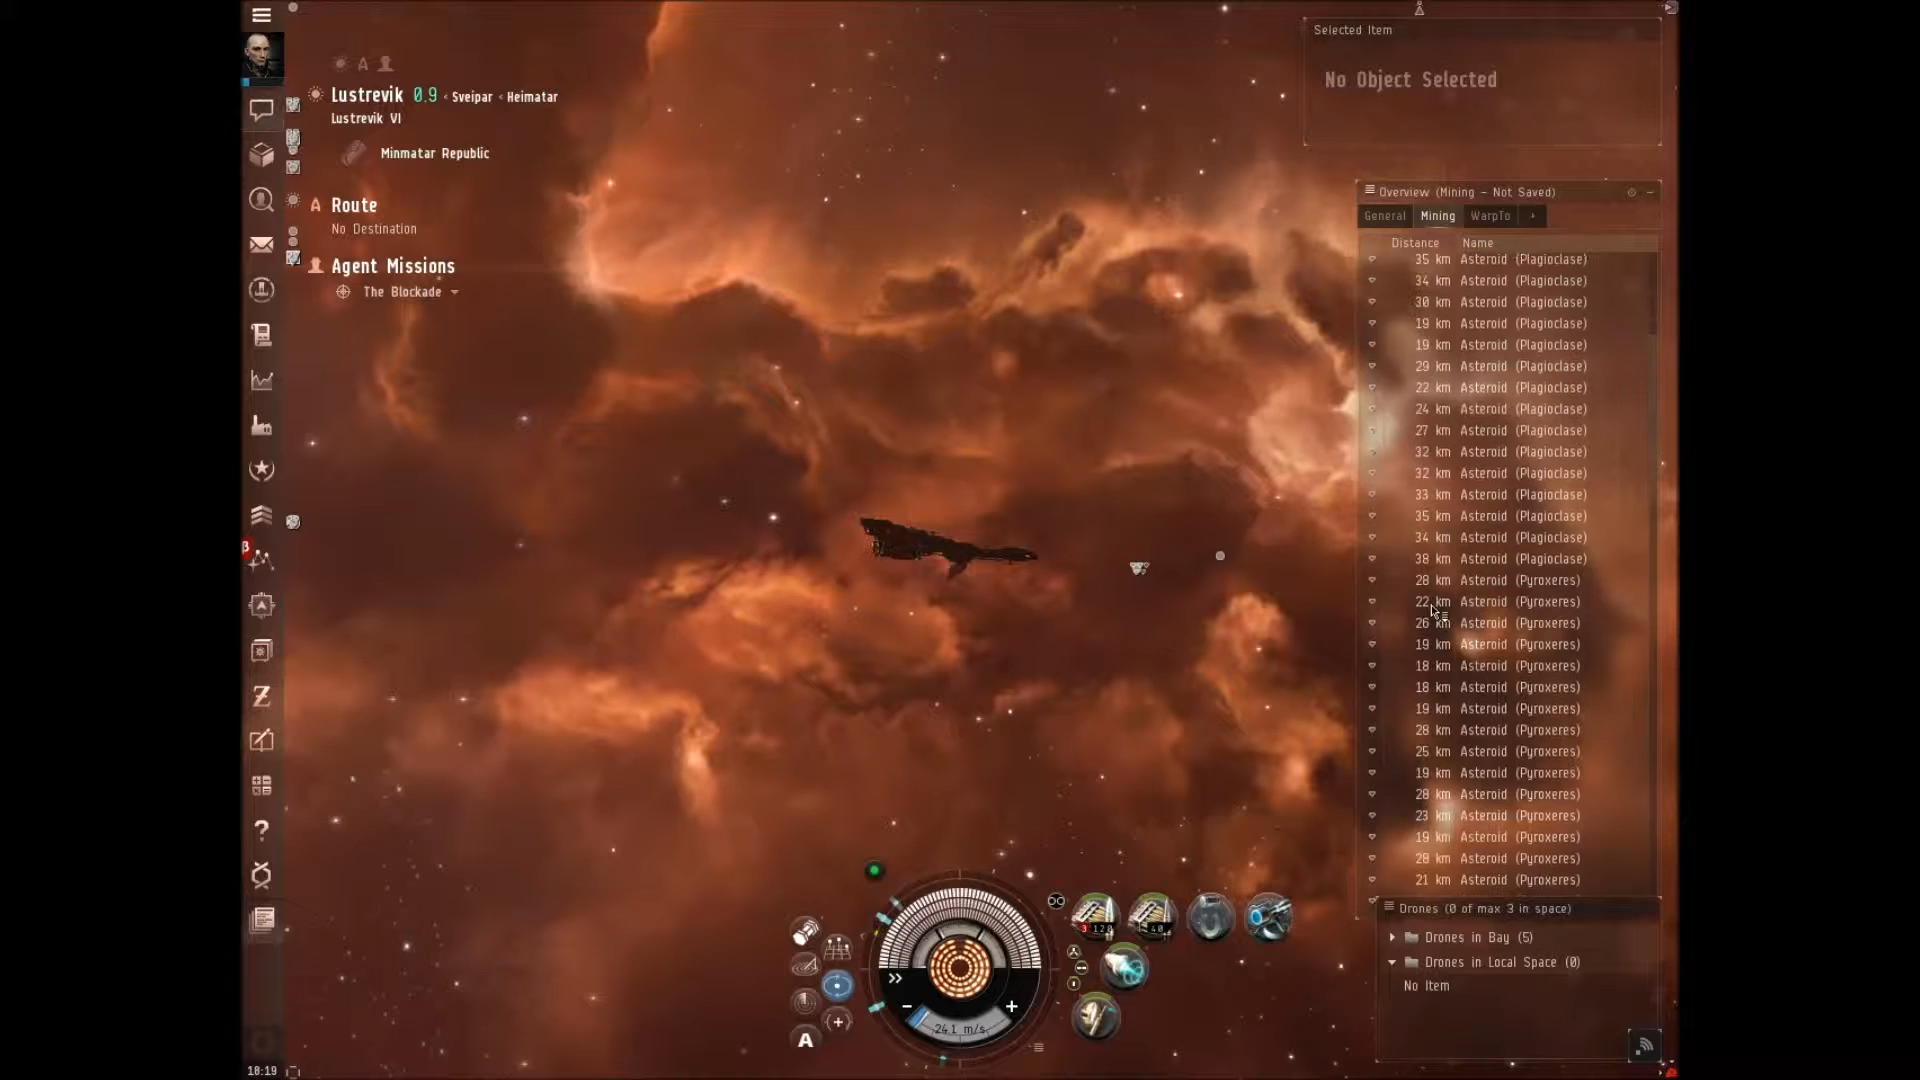 Lustrevik 0.9 ‹ Sveipar ‹ Heimatar
Lustrevik VI
Minmatar Republic
Route
No Destination
Agent Missions
The Blockade
Selected Item
No Object Selected
Overview (Mining - Not Saved)
General Mining WarpTo +
Distance Name
35 km Asteroid (Plagioclase)
34 km Asteroid (Plagioclase)
30 km Asteroid (Plagioclase)
19 km Asteroid (Plagioclase)
19 km Asteroid (Plagioclase)
29 km Asteroid (Plagioclase)
22 km Asteroid (Plagioclase)
24 km Asteroid (Plagioclase)
27 km Asteroid (Plagioclase)
32 km Asteroid (Plagioclase)
32 km Asteroid (Plagioclase)
33 km Asteroid (Plagioclase)
35 km Asteroid (Plagioclase)
34 km Asteroid (Plagioclase)
38 km Asteroid (Plagioclase)
28 km Asteroid (Pyroxeres)
22 km Asteroid (Pyroxeres)
26 km Asteroid (Pyroxeres)
19 km Asteroid (Pyroxeres)
18 km Asteroid (Pyroxeres)
18 km Asteroid (Pyroxeres)
19 km Asteroid (Pyroxeres)
28 km Asteroid (Pyroxeres)
25 km Asteroid (Pyroxeres)
19 km Asteroid (Pyroxeres)
28 km Asteroid (Pyroxeres)
23 km Asteroid (Pyroxeres)
19 km Asteroid (Pyroxeres)
28 km Asteroid (Pyroxeres)
21 km Asteroid (Pyroxeres)
Drones (0 of max 3 in space)
Drones in Bay (5)
Drones in Local Space (0)
No Item
3 120
40
24.1 m/s
A
18:19